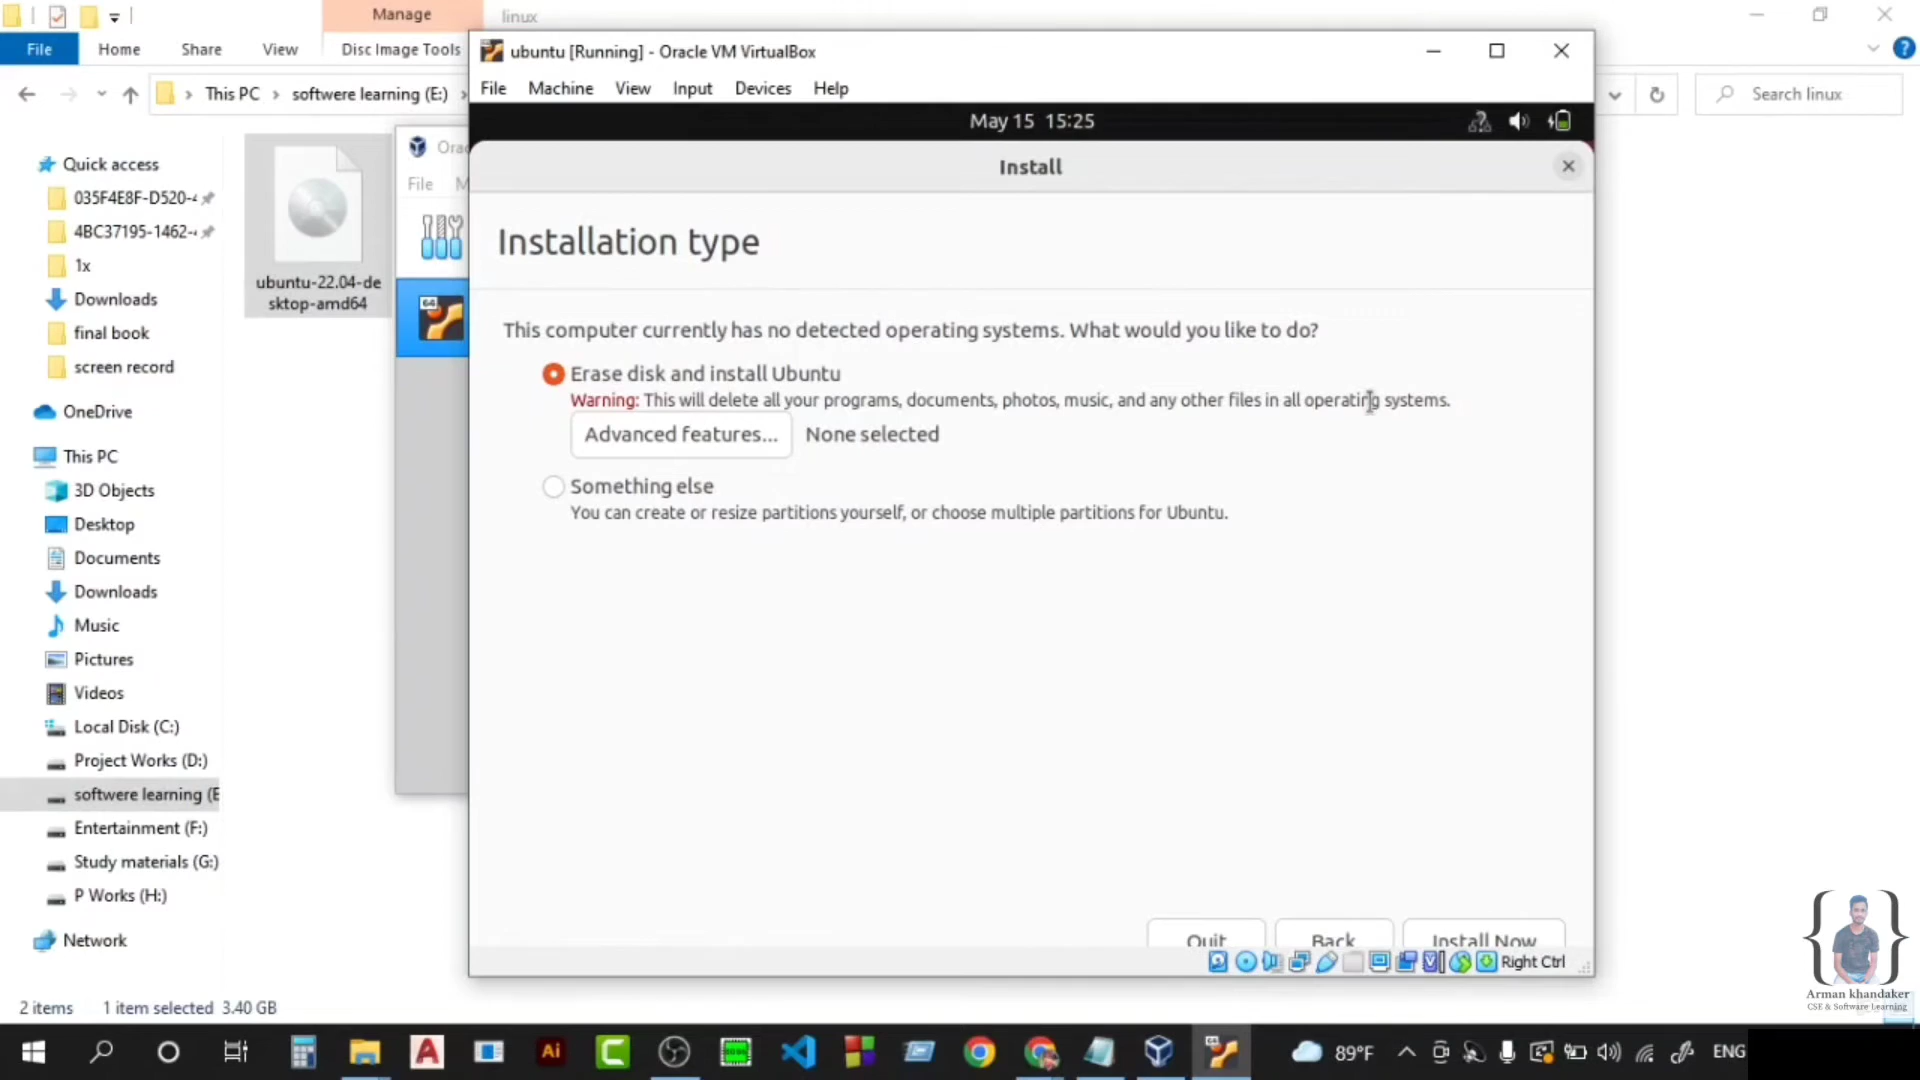 Manage
linux
File
Home
Share
View
Disc Image Tools
This PC
softwere learning (E:)
Search linux
Quick access
035F4E8F-D520-
4BC37195-1462-
1x
Downloads
final book
screen record
OneDrive
This PC
3D Objects
Desktop
Documents
Downloads
Music
Pictures
Videos
Local Disk (C:)
Project Works (D:)
softwere learning (E
Entertainment (F:)
Study materials (G:)
P Works (H:)
Network
2 items
1 item selected 3.40 GB
ubuntu-22.04-de
sktop-amd64
Orac
File
M
64
ubuntu [Running] - Oracle VM VirtualBox
File
Machine
View
Input
Devices
Help
May 15 15:25
Install
Installation type
This computer currently has no detected operating systems. What would you like to do?
Erase disk and install Ubuntu
Warning: This will delete all your programs, documents, photos, music, and any other files in all operating systems.
Advanced features...
None selected
Something else
You can create or resize partitions yourself, or choose multiple partitions for Ubuntu.
Quit
Back
Install Now
Right Ctrl
Arman khandaker
CSE & Software Learning
Ai
89°F
ENG